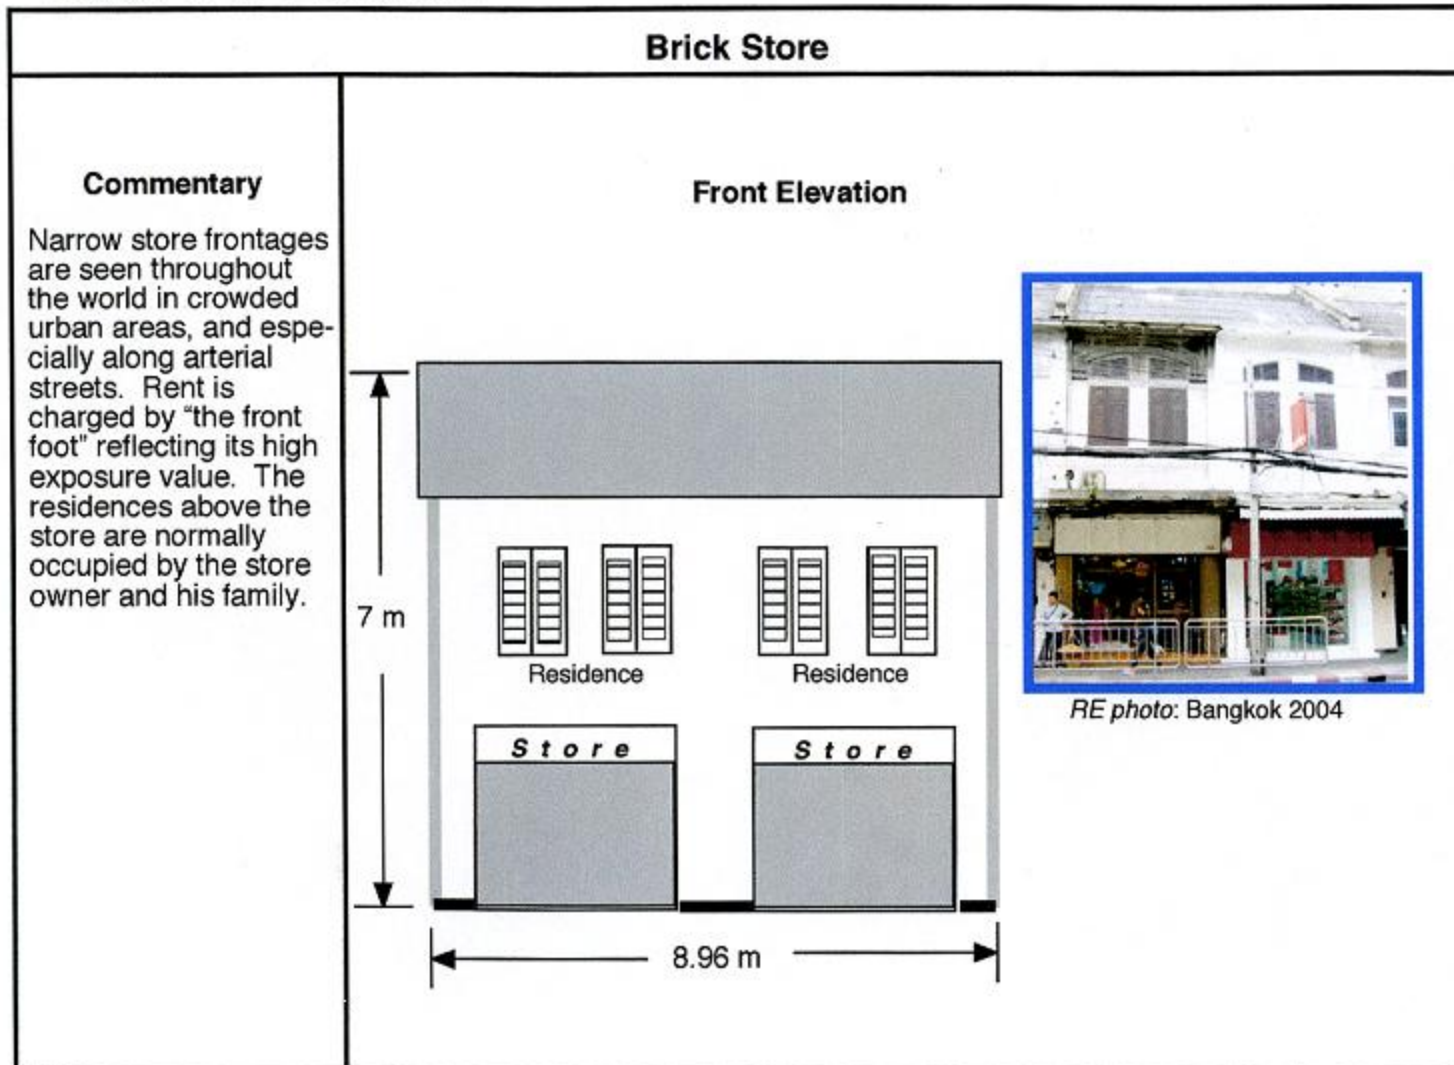 Brick Store
Commentary
Narrow store frontages
are seen throughout
the world in crowded
urban areas, and espe-
cially along arterial
streets.  Rent is
charged by “the front
foot” reflecting its high
exposure value.  The
residences above the
store are normally
occupied by the store
owner and his family.
Front Elevation
7 m
Residence
Residence
Store
Store
8.96 m
RE photo: Bangkok 2004